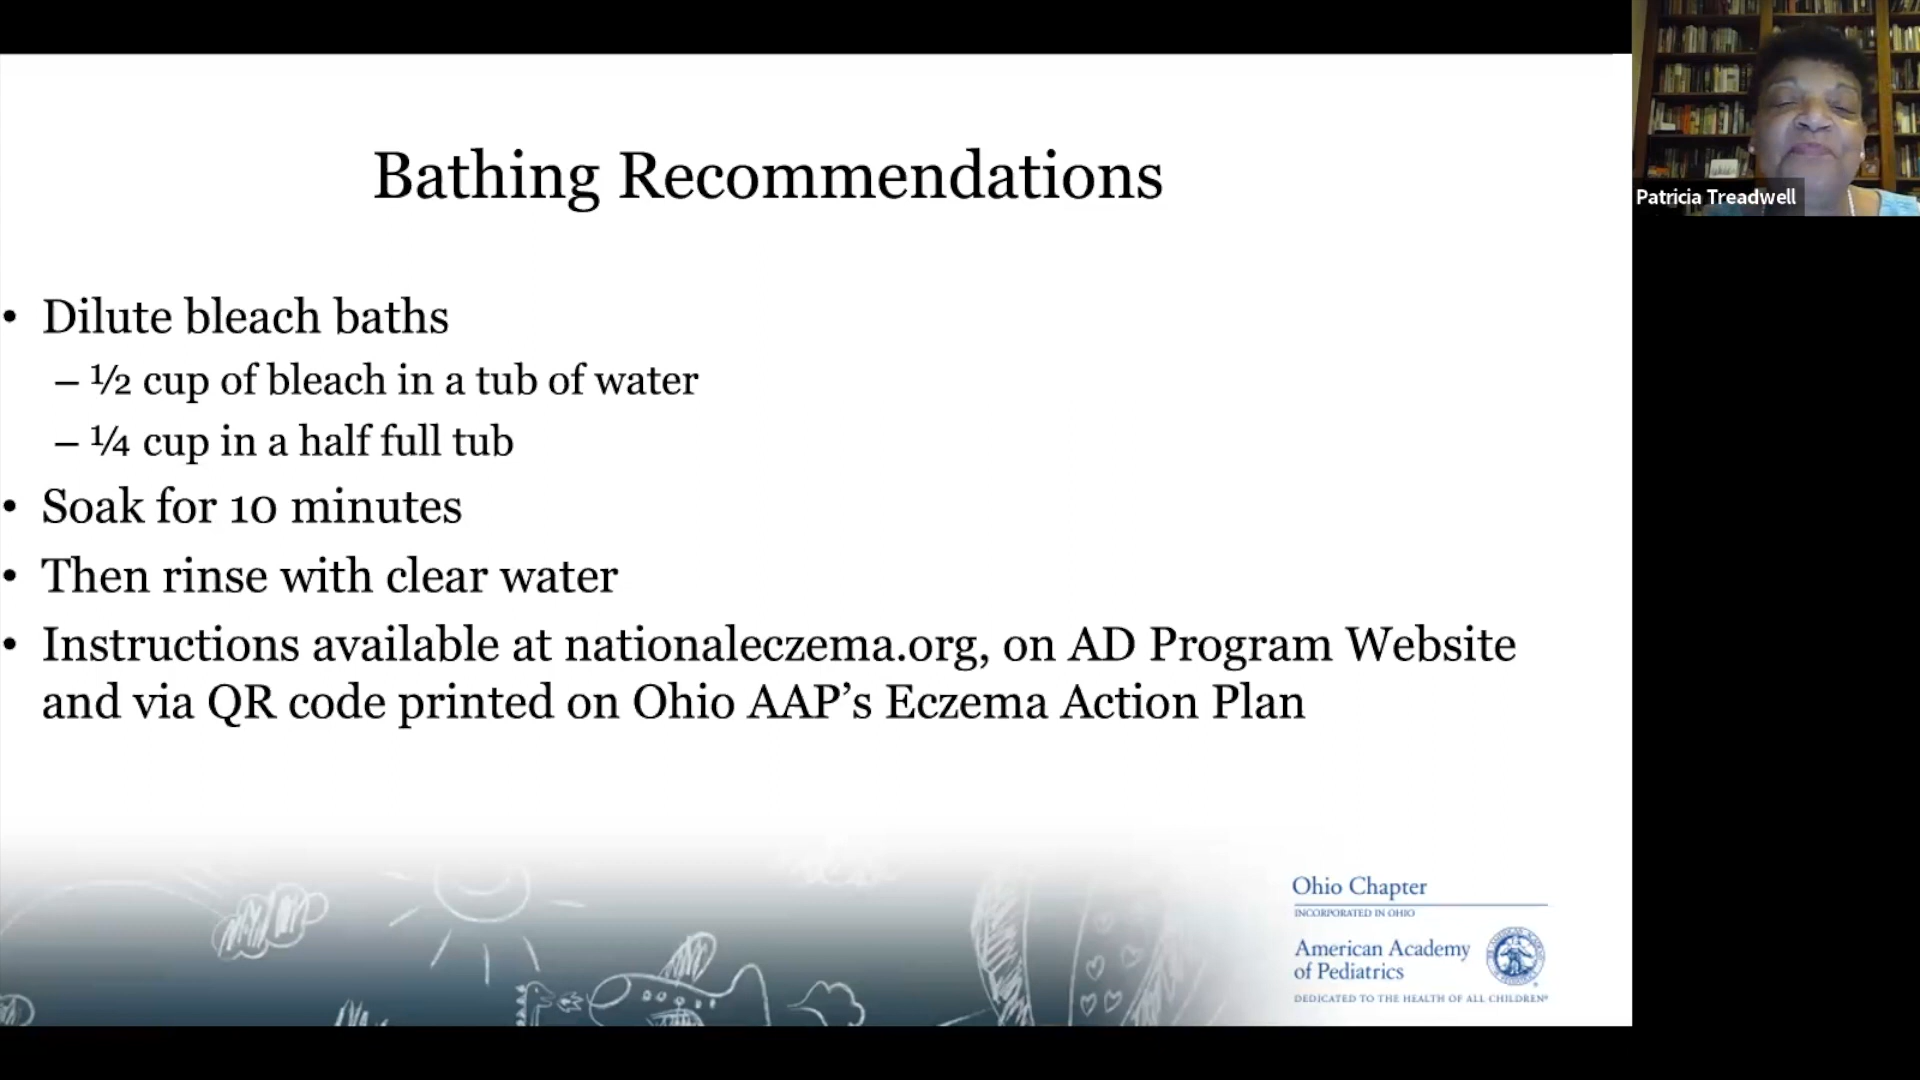 Bathing Recommendations
• Dilute bleach baths
– ½ cup of bleach in a tub of water
– ¼ cup in a half full tub
• Soak for 10 minutes
• Then rinse with clear water
• Instructions available at nationaleczema.org, on AD Program Website
and via QR code printed on Ohio AAP’s Eczema Action Plan
Patricia Treadwell
Ohio Chapter
INCORPORATED IN OHIO
American Academy
of Pediatrics
DEDICATED TO THE HEALTH OF ALL CHILDREN®